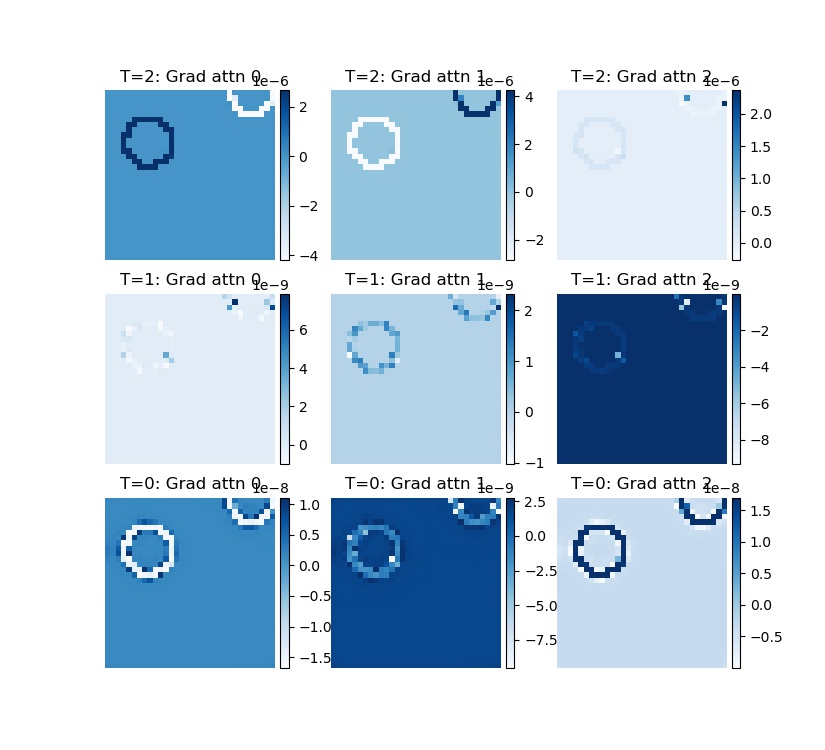 T=2: Grad attn 0
1e−6
2
0
−2
−4
T=2: Grad attn 1
1e−6
4
2
0
−2
T=2: Grad attn 2
1e−6
2.0
1.5
1.0
0.5
0.0
T=1: Grad attn 0
1e−9
6
4
2
0
T=1: Grad attn 1
1e−9
2
1
0
−1
T=1: Grad attn 2
1e−9
−2
−4
−6
−8
T=0: Grad attn 0
1e−8
1.0
0.5
0.0
−0.5
−1.0
−1.5
T=0: Grad attn 1
1e−9
2.5
0.0
−2.5
−5.0
−7.5
T=0: Grad attn 2
1e−8
1.5
1.0
0.5
0.0
−0.5